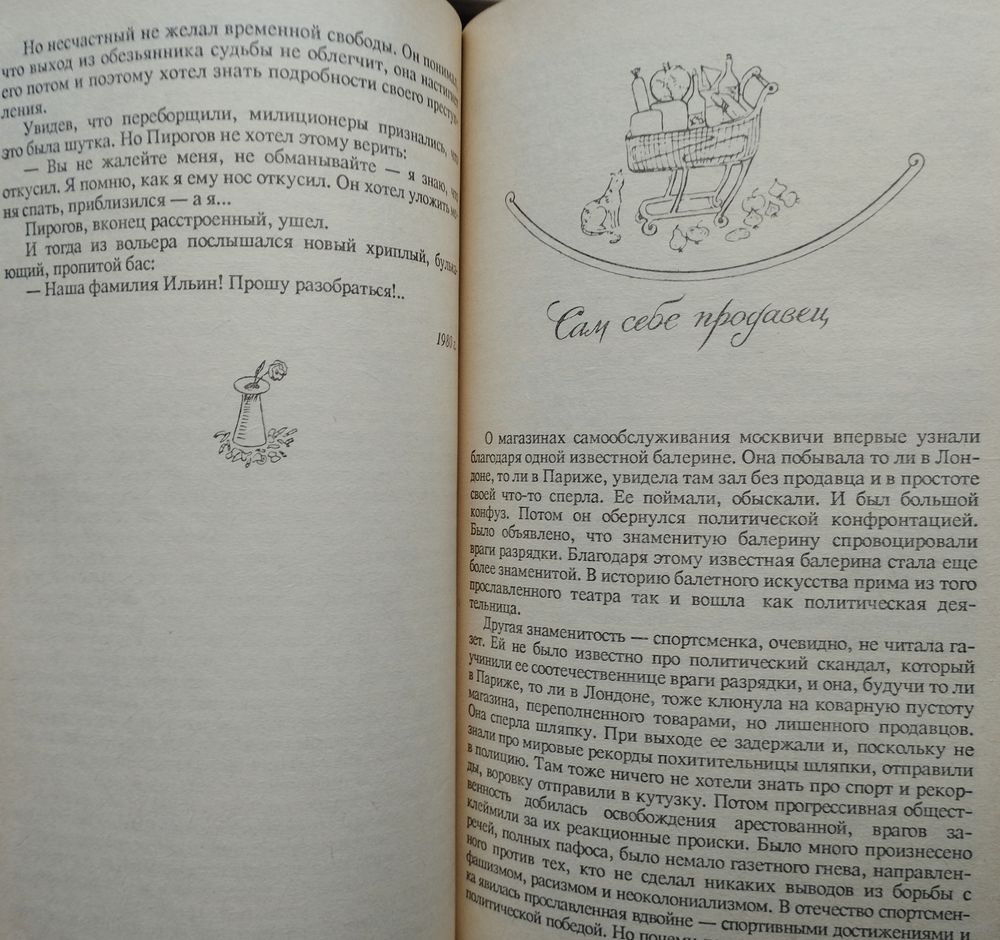 Но несчастный не желал временной свободы. Он понимал,
что выход из обезьянника судьбы не облегчит, она настигнет
его потом и поэтому хотел знать подробности своего преступ-
ления.
Увидев, что переборщили, милиционеры признались, что
это была шутка. Но Пирогов не хотел этому верить:
— Вы не жалейте меня, не обманывайте — я знаю, что
откусил. Я помню, как я ему нос откусил. Он хотел уложить ме-
ня спать, приблизился — а я...
Пирогов, вконец расстроенный, ушел.
И тогда из вольера послышался новый хриплый, булька-
ющий, пропитой бас:
— Наша фамилия Ильин! Прошу разобраться!..
1980 г.
Сам себе продавец
О магазинах самообслуживания москвичи впервые узнали
благодаря одной известной балерине. Она побывала то ли в Лон-
доне, то ли в Париже, увидела там зал без продавца и в простоте
своей что-то сперла. Ее поймали, обыскали. И был большой
конфуз. Потом он обернулся политической конфронтацией.
Было объявлено, что знаменитую балерину спровоцировали
враги разрядки. Благодаря этому известная балерина стала еще
более знаменитой. В историю балетного искусства прима из того
прославленного театра так и вошла как политическая дея-
тельница.
Другая знаменитость — спортсменка, очевидно, не читала га-
зет. Ей не было известно про политический скандал, который
учинили ее соотечественнице враги разрядки, и она, будучи то ли
в Париже, то ли в Лондоне, тоже клюнула на коварную пустоту
магазина, переполненного товарами, но лишенного продавцов.
Она сперла шляпку. При выходе ее задержали и, поскольку не
знали про мировые рекорды похитительницы шляпки, отправили
в полицию. Там тоже ничего не хотели знать про спорт и рекор-
ды, воровку отправили в кутузку. Потом прогрессивная общест-
венность добилась освобождения арестованной, врагов за-
клеймили за их реакционные происки. Было много произнесено
речей, полных пафоса, было немало газетного гнева, направлен-
ного против тех, кто не сделал никаких выводов из борьбы с
фашизмом, расизмом и неоколониализмом. В отечество спортсмен-
ка явилась прославленная вдвойне — спортивными достижениями и
политической победой. Но почему